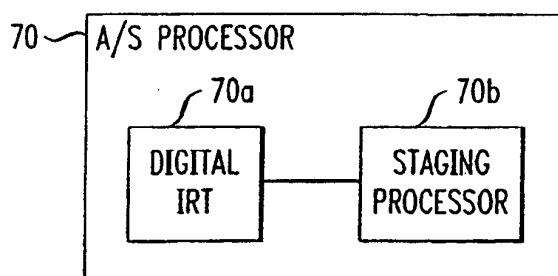 70
A/S PROCESSOR
70a
70b
DIGITAL
IRT
STAGING
PROCESSOR